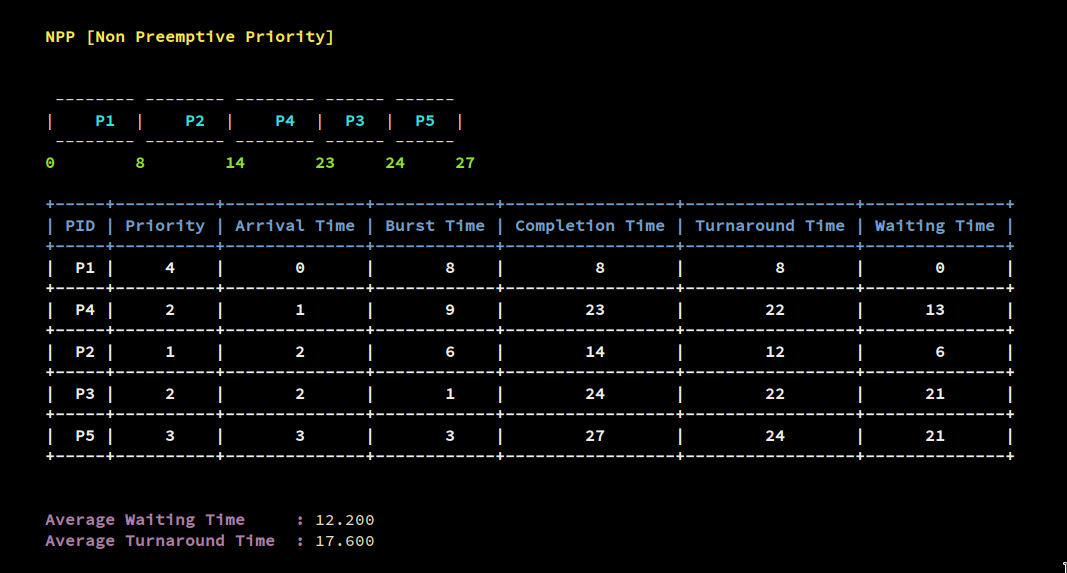 NPP [Non Preemptive Priority]
 -------- -------- -------- ------ ------
|    P1  |    P2  |    P4  |  P3  |  P5  |
 -------- -------- -------- ------ ------
0        8        14       23     24     27
+-----+----------+--------------+------------+-----------------+-----------------+--------------+
| PID | Priority | Arrival Time | Burst Time | Completion Time | Turnaround Time | Waiting Time |
+-----+----------+--------------+------------+-----------------+-----------------+--------------+
|  P1 |     4    |       0      |       8    |         8       |         8       |       0      |
+-----+----------+--------------+------------+-----------------+-----------------+--------------+
|  P4 |     2    |       1      |       9    |        23       |        22       |      13      |
+-----+----------+--------------+------------+-----------------+-----------------+--------------+
|  P2 |     1    |       2      |       6    |        14       |        12       |       6      |
+-----+----------+--------------+------------+-----------------+-----------------+--------------+
|  P3 |     2    |       2      |       1    |        24       |        22       |      21      |
+-----+----------+--------------+------------+-----------------+-----------------+--------------+
|  P5 |     3    |       3      |       3    |        27       |        24       |      21      |
+-----+----------+--------------+------------+-----------------+-----------------+--------------+
Average Waiting Time     : 12.200
Average Turnaround Time  : 17.600